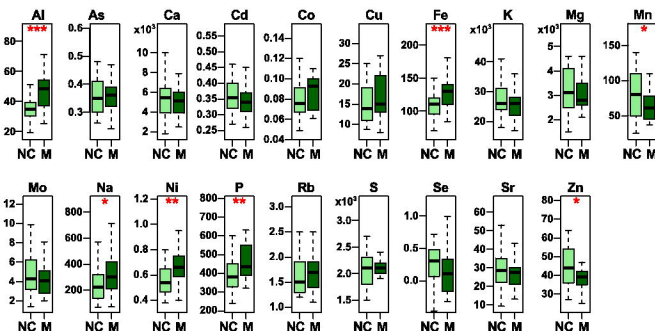 Al As Ca Cd Co Cu Fe K Mg Mn
x10³ x10³ x10³
80 60 40 20
*** 
0.6 0.5 0.4 0.3
10 8 6 4 2
0.55 0.50 0.45 0.40 0.35 0.30 0.25
0.14 0.12 0.10 0.08 0.06 0.04
30 25 20 15 10
***
200 150 100
40 30 20
5 4 3 2
*
150 100 50
NC M NC M NC M NC M NC M NC M NC M NC M NC M NC M
Mo Na Ni P Rb S Se Sr Zn
x10³
12 10 8 6 4 2
*
800 600 400 200
**
1.2 1.0 0.8 0.6 0.4
**
800 700 600 500 400 300 200
3.0 2.5 2.0 1.5 1.0
3.0 2.5 2.0 1.5
1.0 0.5 0.0
60 50 40 30 20 10
*
80 70 60 50 40 30
NC M NC M NC M NC M NC M NC M NC M NC M NC M